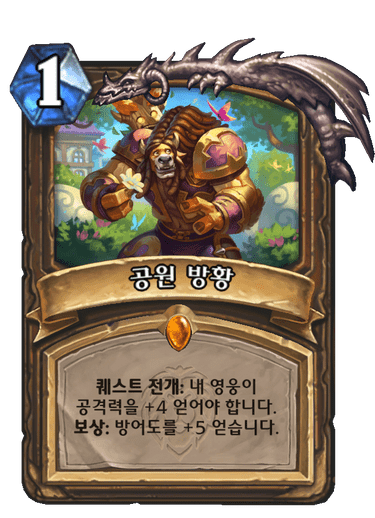 1
공원 방황
퀘스트 전개: 내 영웅이
공격력을 +4 얻어야 합니다.
보상: 방어도를 +5 얻습니다.